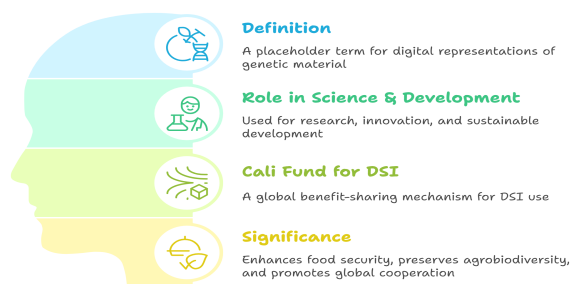 Definition
A placeholder term for digital representations of
genetic material
Role in Science & Development
Used for research, innovation, and sustainable
development
Cali Fund for DSI
A global benefit-sharing mechanism for DSI use
Significance
Enhances food security, preserves agrobiodiversity,
and promotes global cooperation